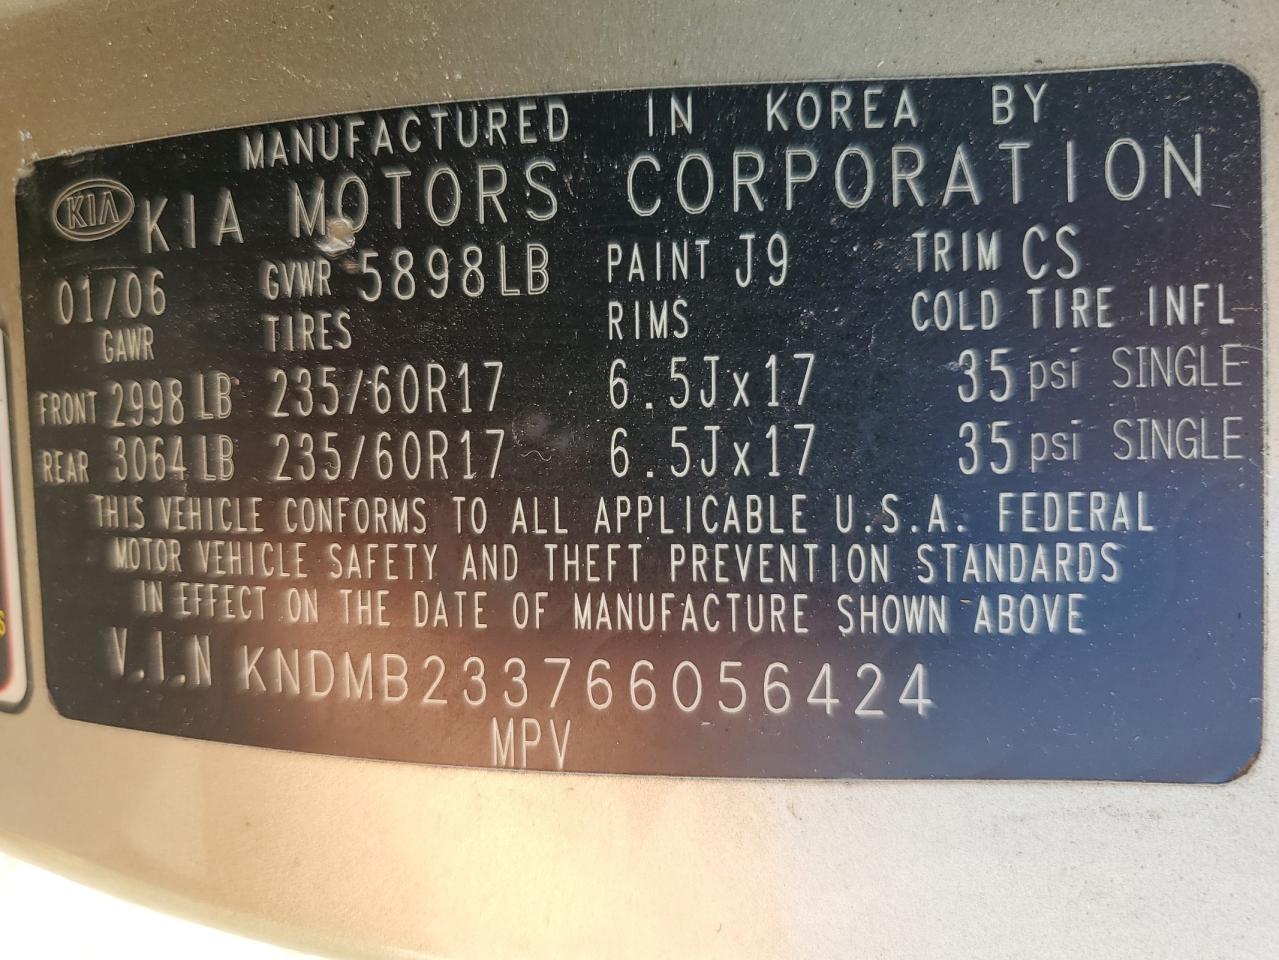 MANUFACTURED IN KOREA BY
KIA KIA MOTORS CORPORATION
01/06 GVWR 5898LB PAINT J9 TRIM CS
GAWR TIRES RIMS COLD TIRE INFL
FRONT 2998 LB 235/60R17 6.5Jx17 35 psi SINGLE
REAR 3064 LB 235/60R17 6.5Jx17 35 psi SINGLE
THIS VEHICLE CONFORMS TO ALL APPLICABLE U.S.A. FEDERAL
MOTOR VEHICLE SAFETY AND THEFT PREVENTION STANDARDS
IN EFFECT ON THE DATE OF MANUFACTURE SHOWN ABOVE
V.I.N KNDMB233766056424
MPV